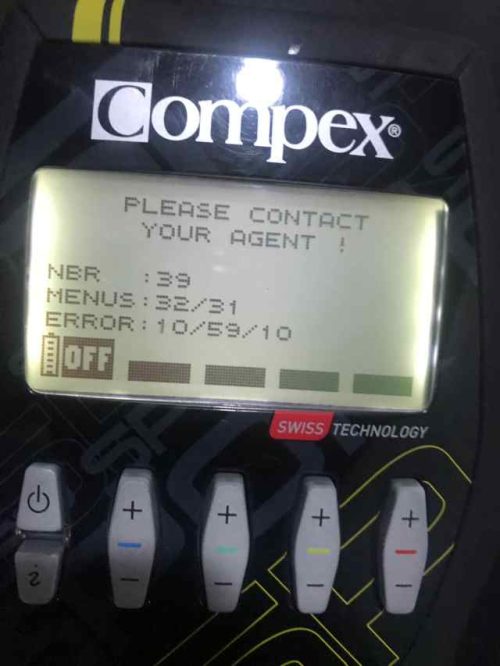 Compex®
PLEASE CONTACT
YOUR AGENT !
NBR :39
MENUS:32/31
ERROR:10/59/10
OFF
SWISS TECHNOLOGY
+ + + +
i - - - -